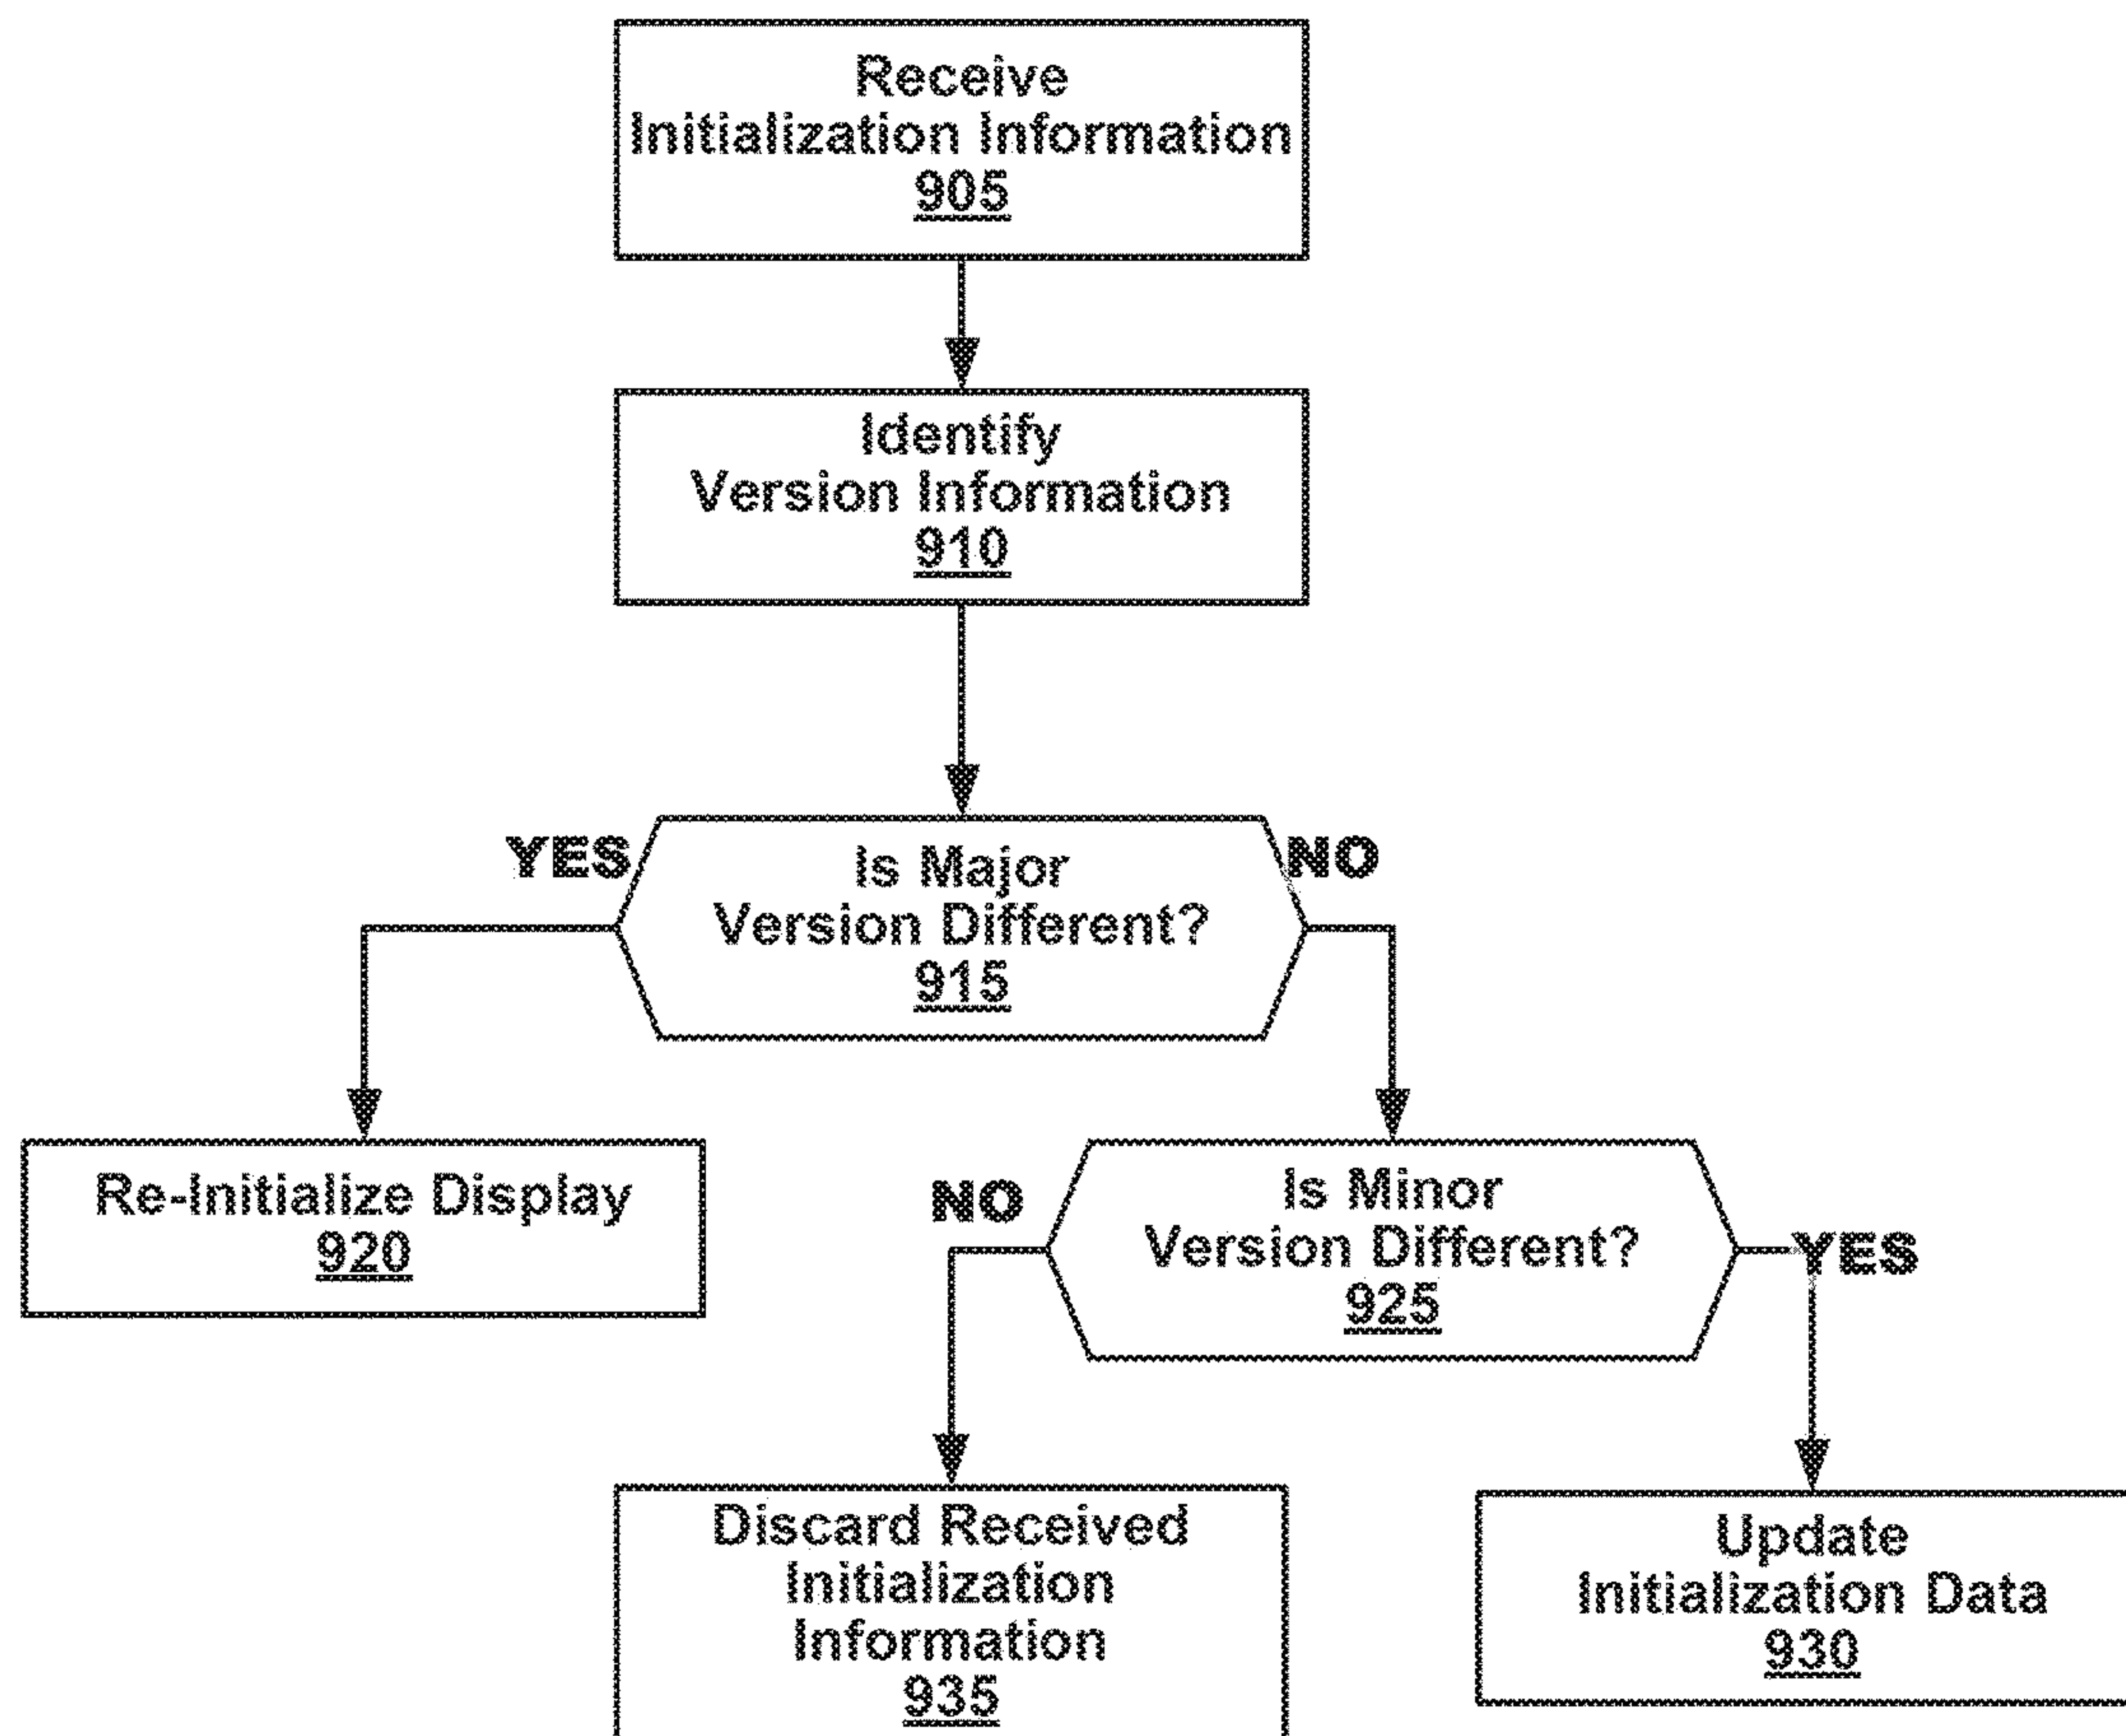 Receive
Initialization Information
905
Identify
Version Information
910
YES
Is Major
Version Different?
915
NO
Re-Initialize Display
920
NO
Is Minor
Version Different?
925
YES
Discard Received
Initialization
Information
935
Update
Initialization Data
930